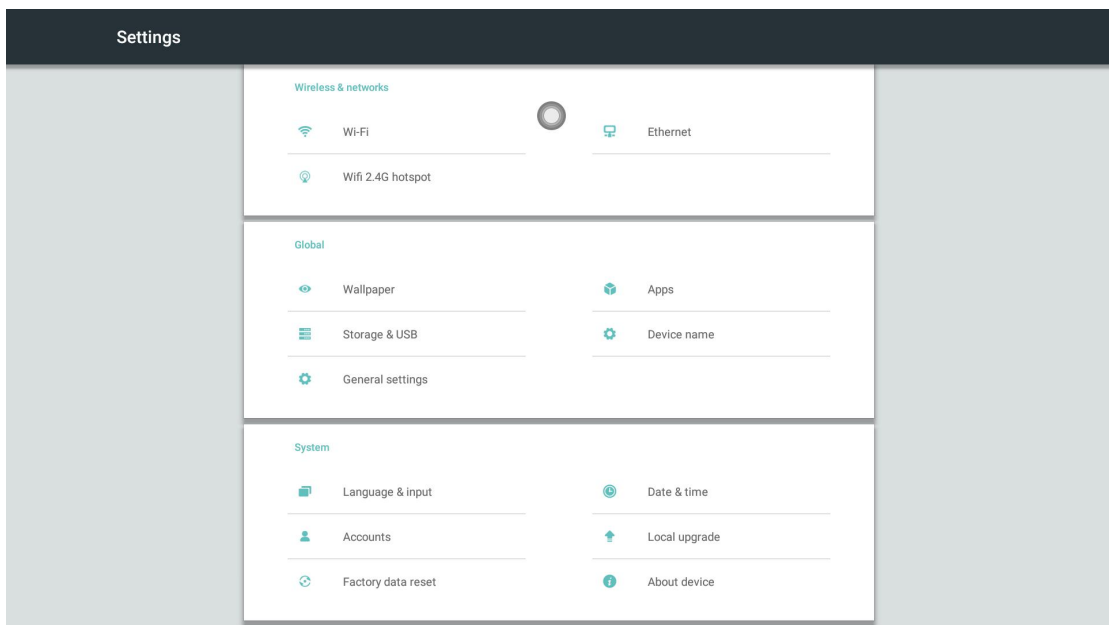 Settings
Wireless & networks
Wi-Fi
Ethernet
Wifi 2.4G hotspot
Global
Wallpaper
Apps
Storage & USB
Device name
General settings
System
Language & input
Date & time
Accounts
Local upgrade
Factory data reset
About device